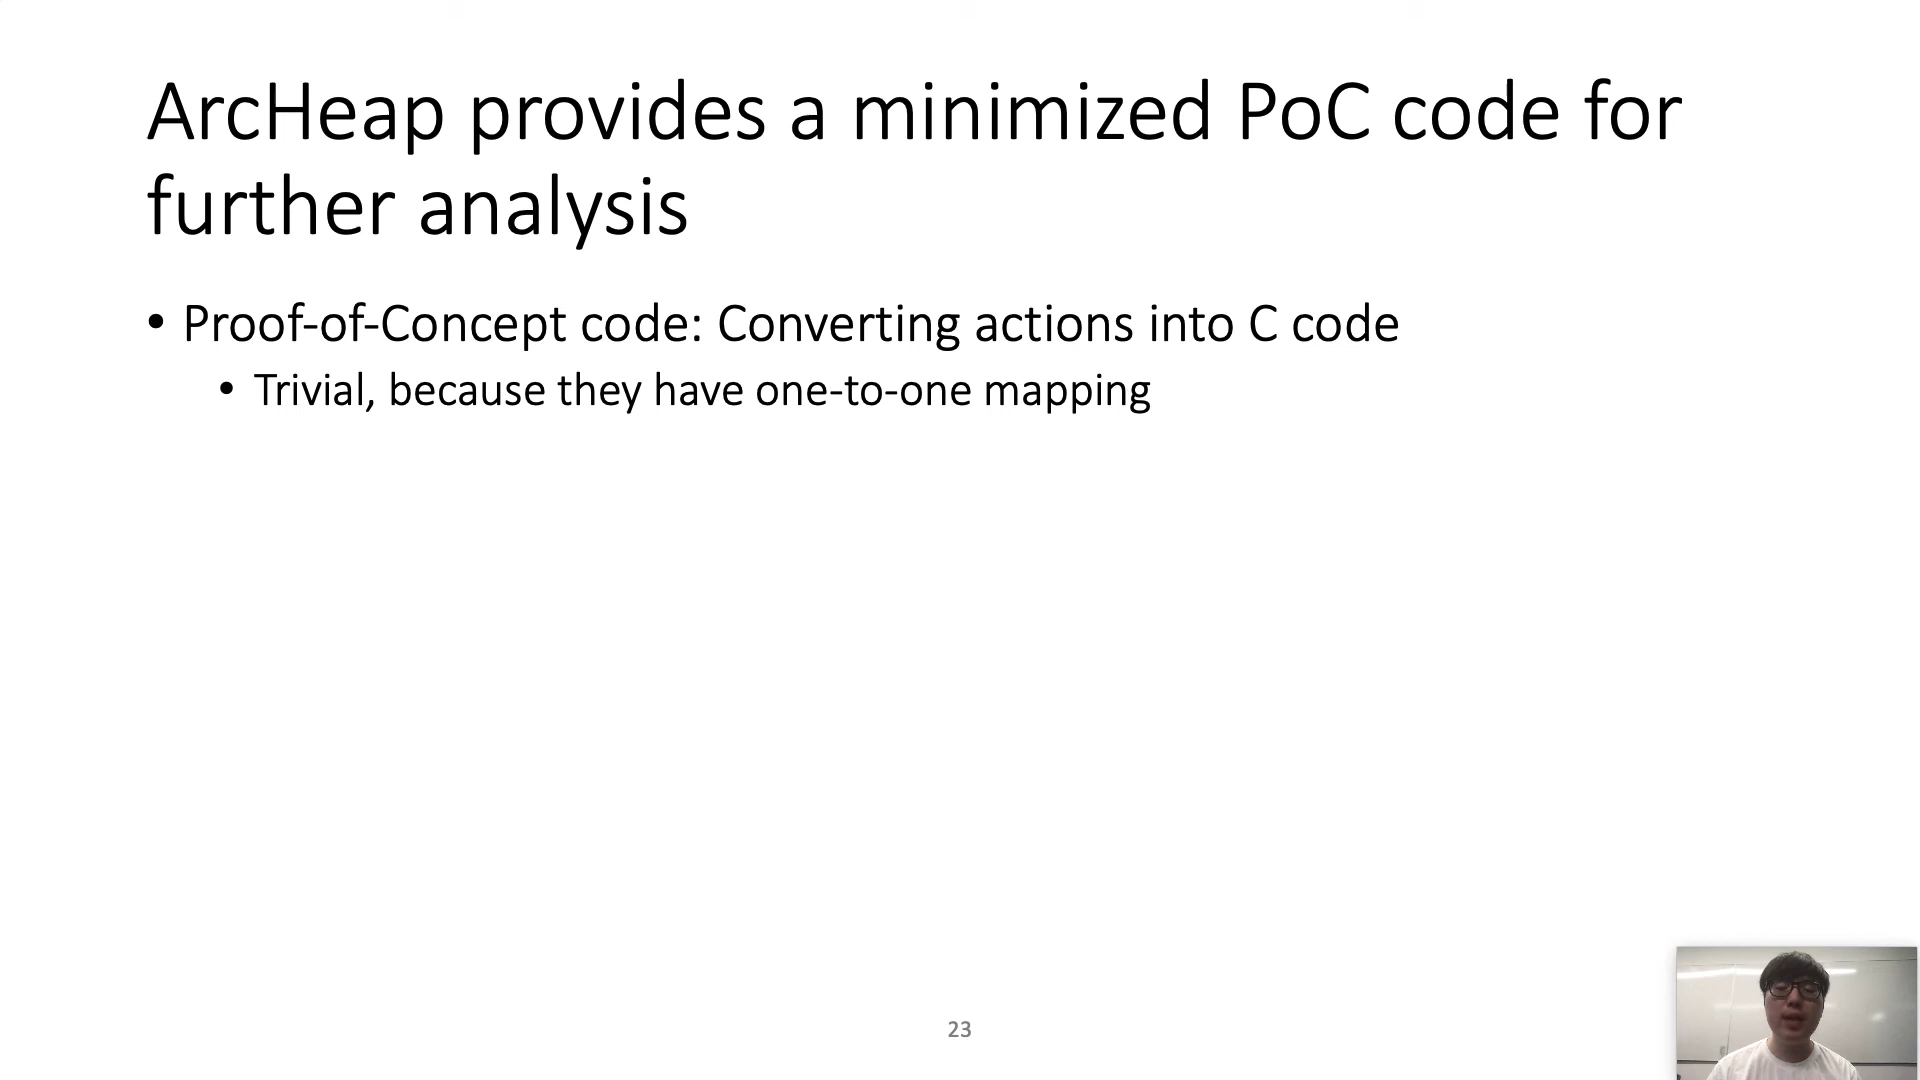 ArcHeap provides a minimized PoC code for
further analysis
• Proof-of-Concept code: Converting actions into C code
• Trivial, because they have one-to-one mapping
23